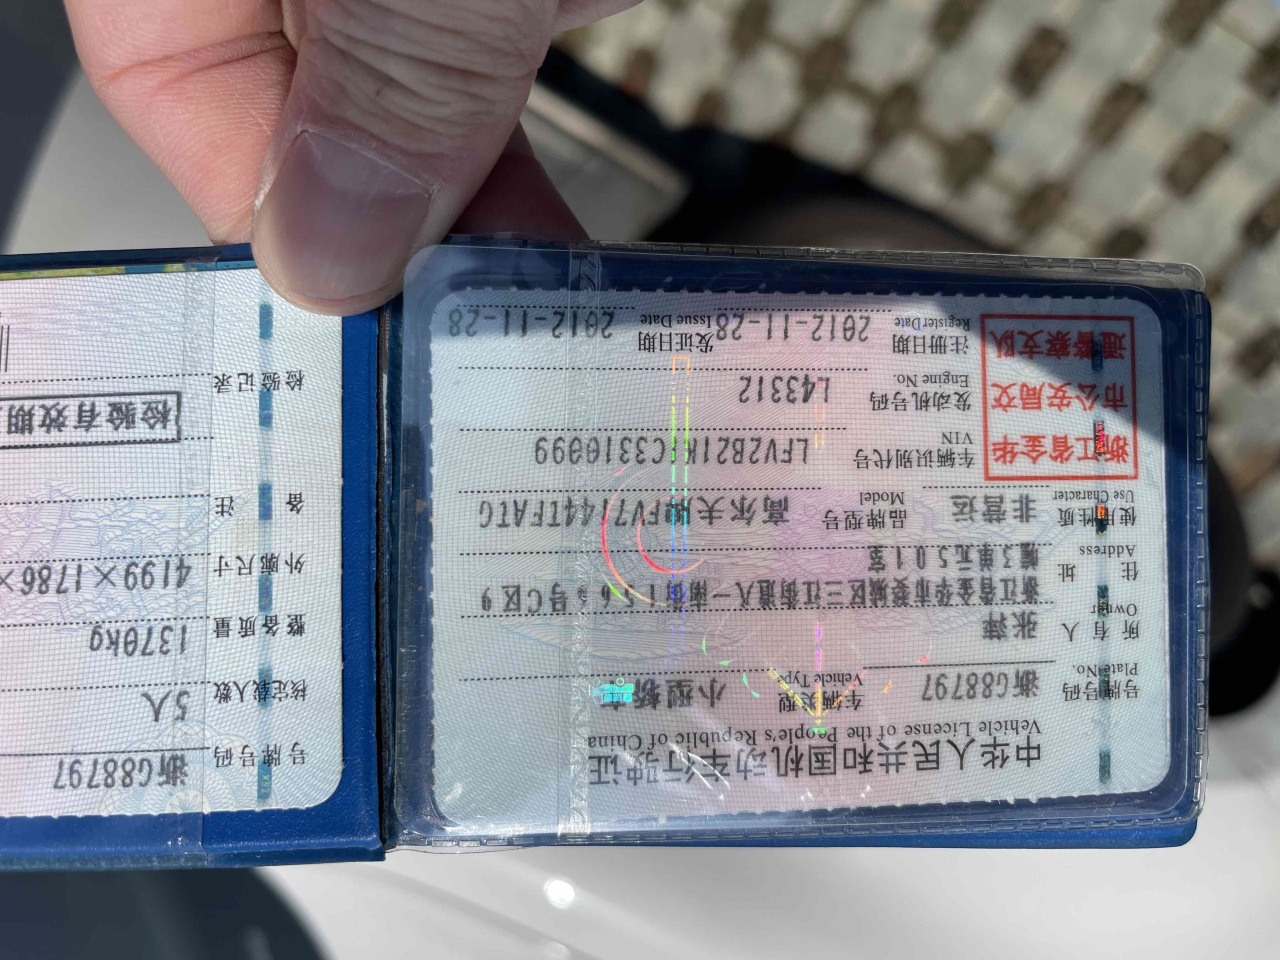 中华人民共和国机动车行驶证
Vehicle License of the People's Republic of China
号牌号码 浙G88797 车辆类型 小型轿车
Plate No. Vehicle Type
所有人 张萍
Owner
住址 浙江省金华市婺城区三江街道八一南街156号C区9
Address 幢3单元501室
使用性质 非营运 品牌型号 高尔夫牌FV7144TFATG
Use Character Model
浙江省金华
市公安局交
通警察支队
车辆识别代号 LFV2B21K C3310999
VIN
发动机号码 L43312
Engine No.
注册日期 2012-11-28 发证日期 2012-11-28
Register Date Issue Date
号牌号码 浙G88797
核定载人数 5人
整备质量 1370kg
外廓尺寸 4199×1786×
备注
检验有效期
检验记录